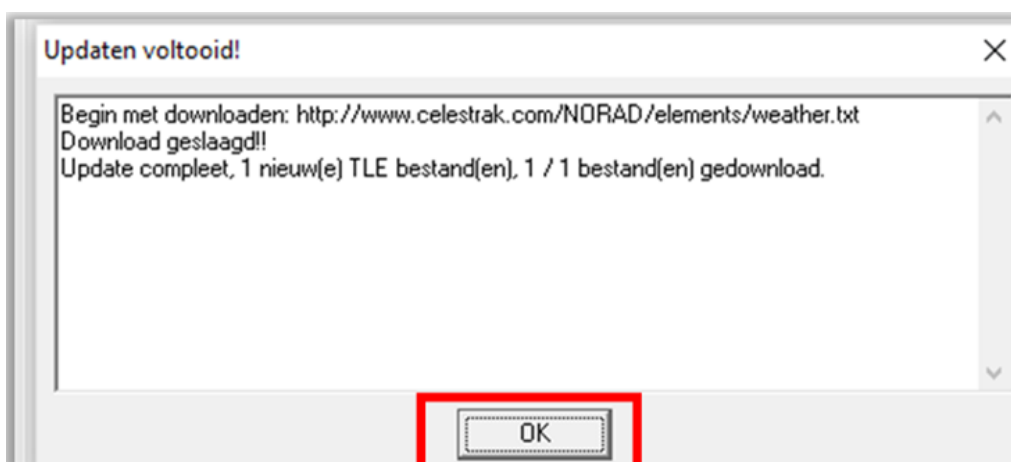 Updaten voltooid!
Begin met downloaden: http://www.celestrak.com/NORAD/elements/weather.txt
Download geslaagd!!
Update compleet, 1 nieuw(e) TLE bestand(en), 1 / 1 bestand(en) gedownload.
OK